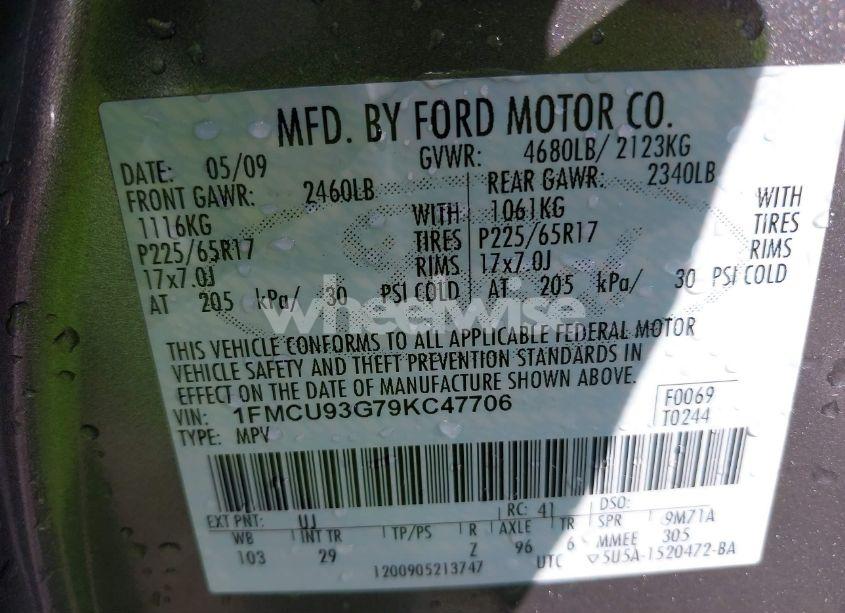 MFD. BY FORD MOTOR CO.
DATE: 05/09 GVWR: 4680LB/ 2123KG
FRONT GAWR: 2460LB REAR GAWR: 2340LB
1116KG WITH 1061KG WITH
P225/65R17 TIRES P225/65R17 TIRES
17x7.0J RIMS 17x7.0J RIMS
AT 205 kPa/ 30 PSI COLD AT 205 kPa/ 30 PSI COLD
wheelwise
THIS VEHICLE CONFORMS TO ALL APPLICABLE FEDERAL MOTOR
VEHICLE SAFETY AND THEFT PREVENTION STANDARDS IN
EFFECT ON THE DATE OF MANUFACTURE SHOWN ABOVE.
VIN: 1FMCU93G79KC47706 F0069
TYPE: MPV T0244
EXT PNT: UJ RC: 41 DSO:
WB INT TR TP/PS R AXLE TR SPR 9M71A
103 29 Z 96 6 MMEE 305
1200905213747 UTC 5U5A-1520472-BA